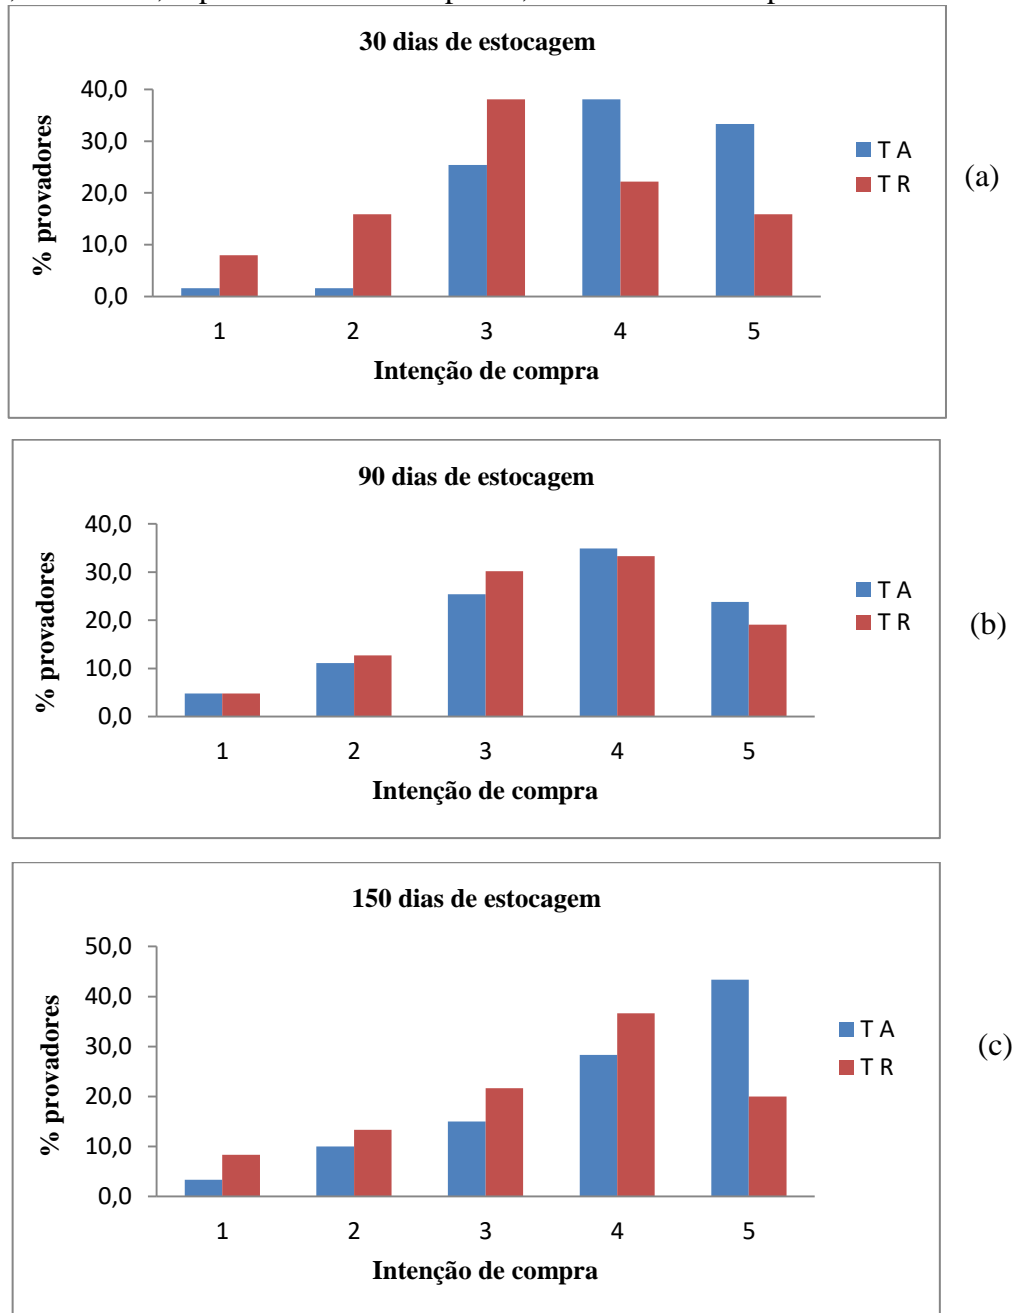 30 dias de estocagem
40,0
30,0
20,0
10,0
0,0
% provadores
1 2 3 4 5
Intenção de compra
T A
T R
(a)
90 dias de estocagem
40,0
30,0
20,0
10,0
0,0
% provadores
1 2 3 4 5
Intenção de compra
T A
T R
(b)
150 dias de estocagem
50,0
40,0
30,0
20,0
10,0
0,0
% provadores
1 2 3 4 5
Intenção de compra
T A
T R
(c)